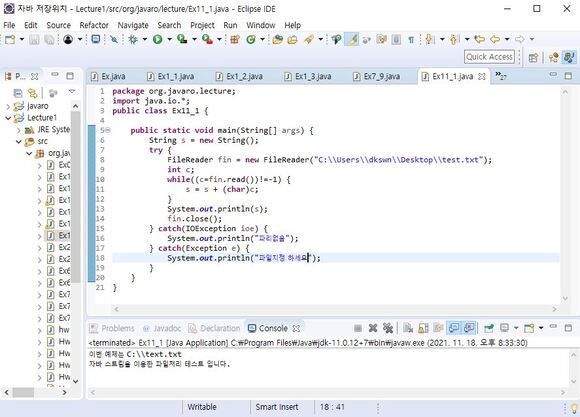 자바 저장위치 - Lecture1/src/org/javaro/lecture/Ex11_1.java - Eclipse IDE
File Edit Source Refactor Navigate Search Project Run Window Help
Quick Access
P...
Ex.java Ex1_1.java Ex1_2.java Ex1_3.java Ex7_9.java Ex11_1.java »27
javaro
Lecture1
JRE System
src
org.jav
Ex0
Ex1
Ex1
Ex1
Ex1
Ex1
Ex2
Ex2
Ex6
Ex7
Ex7
hw
Hw
Hw
1 package org.javaro.lecture;
2 import java.io.*;
3 public class Ex11_1 {
4
5 public static void main(String[] args) {
6 String s = new String();
7 try {
8 FileReader fin = new FileReader("C:\\Users\\dkswn\\Desktop\\test.txt");
9 int c;
10 while((c=fin.read())!=-1) {
11 s = s + (char)c;
12 }
13 System.out.println(s);
14 fin.close();
15 } catch(IOException ioe) {
16 System.out.println("파리없을");
17 } catch(Exception e) {
18 System.out.println("파일지정 하세요");
19 }
20 }
21 }
Problems Javadoc Declaration Console
<terminated> Ex11_1 [Java Application] C:₩Program Files₩Java₩jdk-11.0.12+7₩bin₩javaw.exe (2021. 11. 18. 오후 8:33:30)
이번 예제는 C:\\text.txt
자바 스트림을 이용한 파일처리 테스트 입니다.
Writable Smart Insert 18 : 41